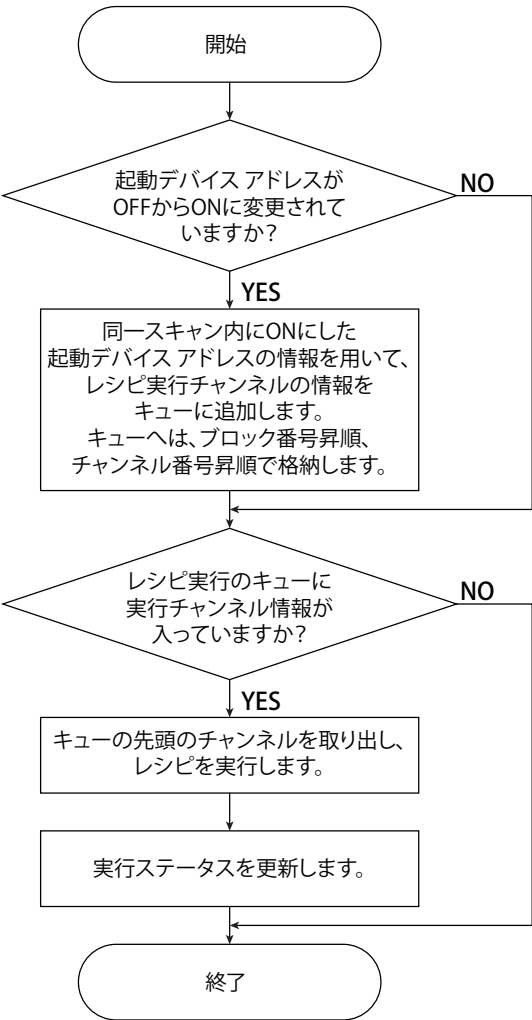 開始
起動デバイス アドレスが
OFFからONに変更されて
いますか？
NO
YES
同一スキャン内にONにした
起動デバイス アドレスの情報を用いて、
レシピ実行チャンネルの情報を
キューに追加します。
キューへは、ブロック番号昇順、
チャンネル番号昇順で格納します。
レシピ実行のキューに
実行チャンネル情報が
入っていますか？
NO
YES
キューの先頭のチャンネルを取り出し、
レシピを実行します。
実行ステータスを更新します。
終了